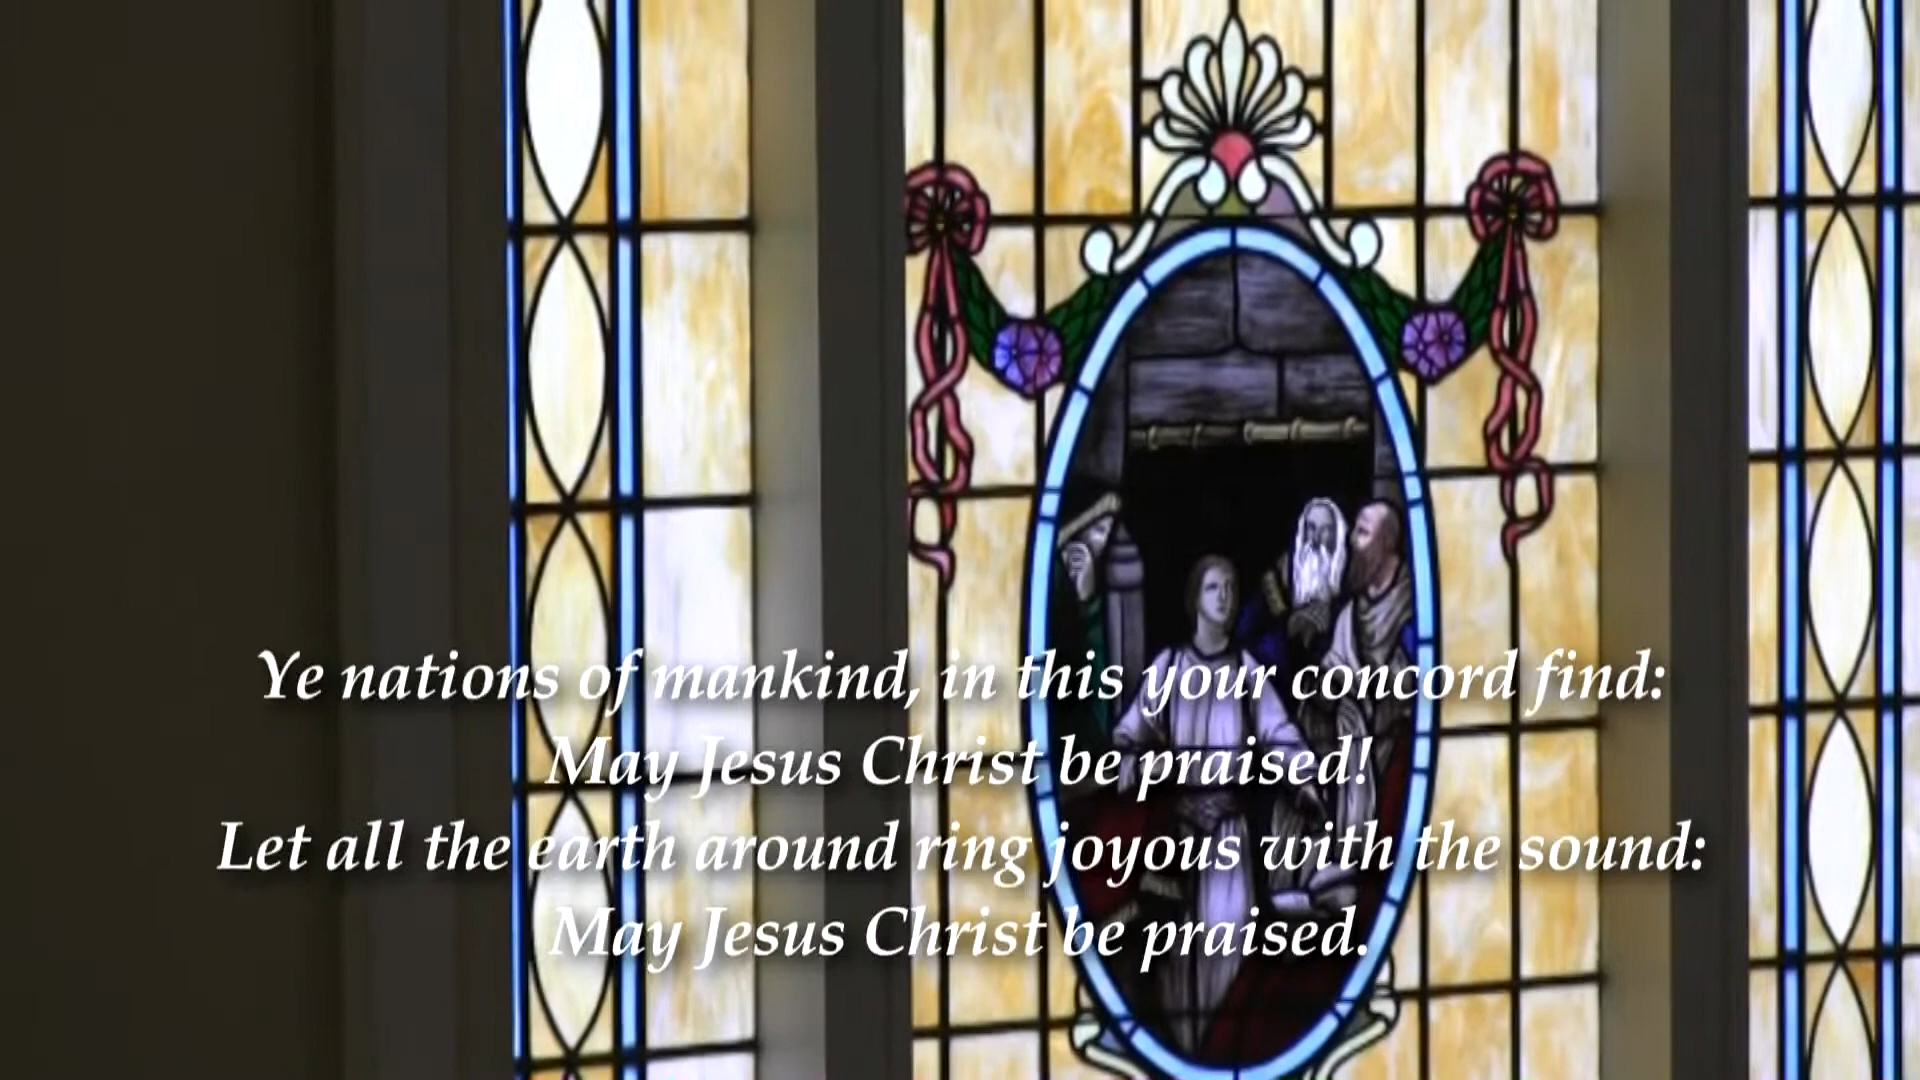 Ye nations of mankind, in this your concord find:
May Jesus Christ be praised!
Let all the earth around ring joyous with the sound:
May Jesus Christ be praised.